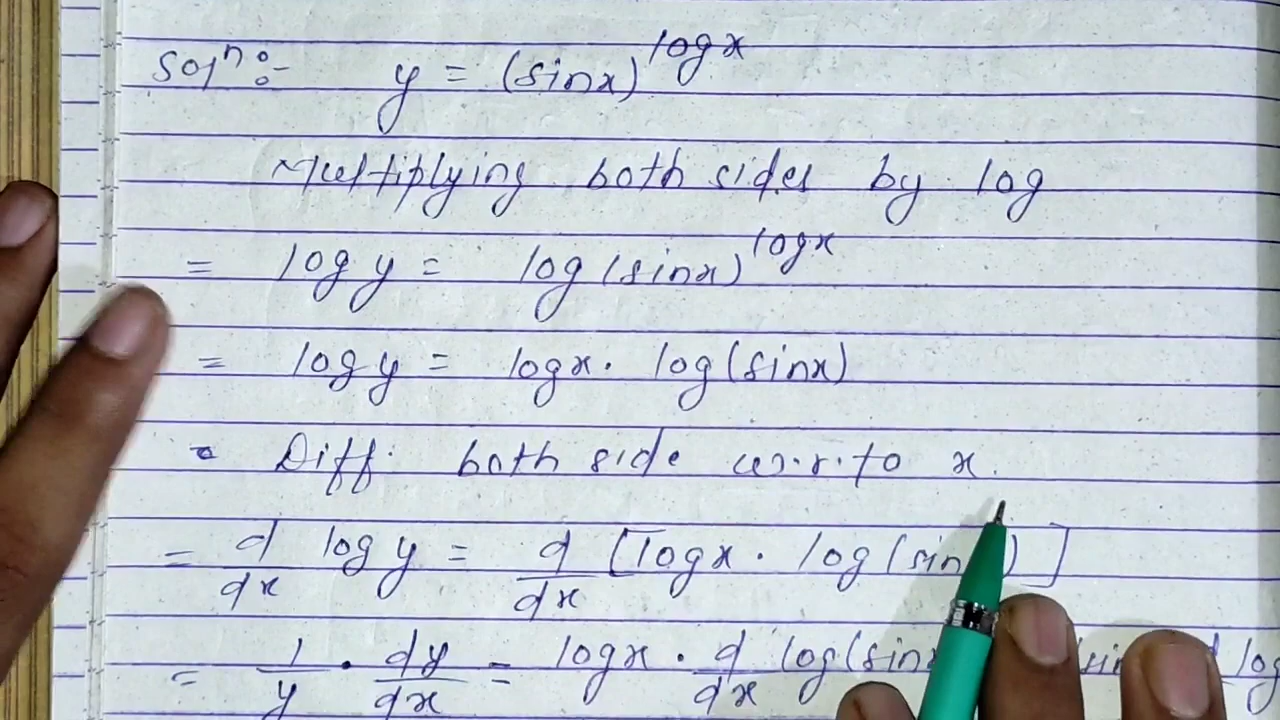 Solⁿ:- y = (sinx)^logx
Multiplying both sides by log
= log y = log(sinx)^logx
= log y = logx · log(sinx)
Diff. both side w.r.to x.
= d/dx log y = d/dx [logx · log(sin )]
= 1/y · dy/dx = logx · d/dx log(sinx